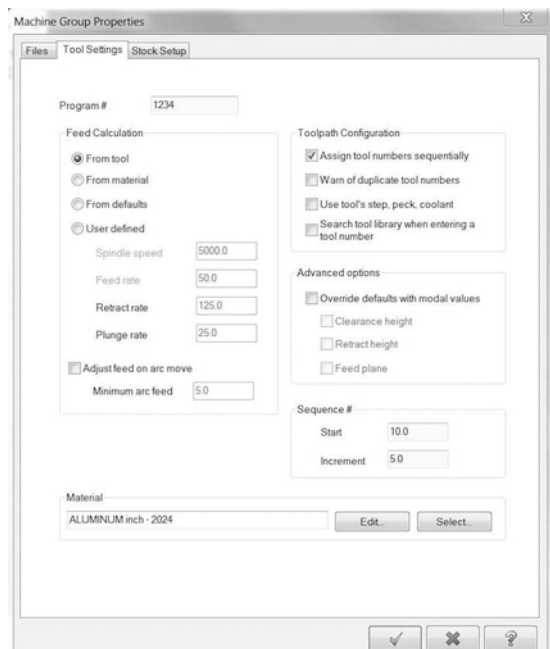 Machine Group Properties
Files Tool Settings Stock Setup
Program # 1234
Feed Calculation
From tool
From material
From defaults
User defined
Spindle speed 5000.0
Feed rate 50.0
Retract rate 125.0
Plunge rate 25.0
Adjust feed on arc move
Minimum arc feed 5.0
Toolpath Configuration
Assign tool numbers sequentially
Warn of duplicate tool numbers
Use tool's step, peck, coolant
Search tool library when entering a
tool number
Advanced options
Override defaults with modal values
Clearance height
Retract height
Feed plane
Sequence #
Start 10.0
Increment 5.0
Material
ALUMINUM inch - 2024 Edit... Select...
?